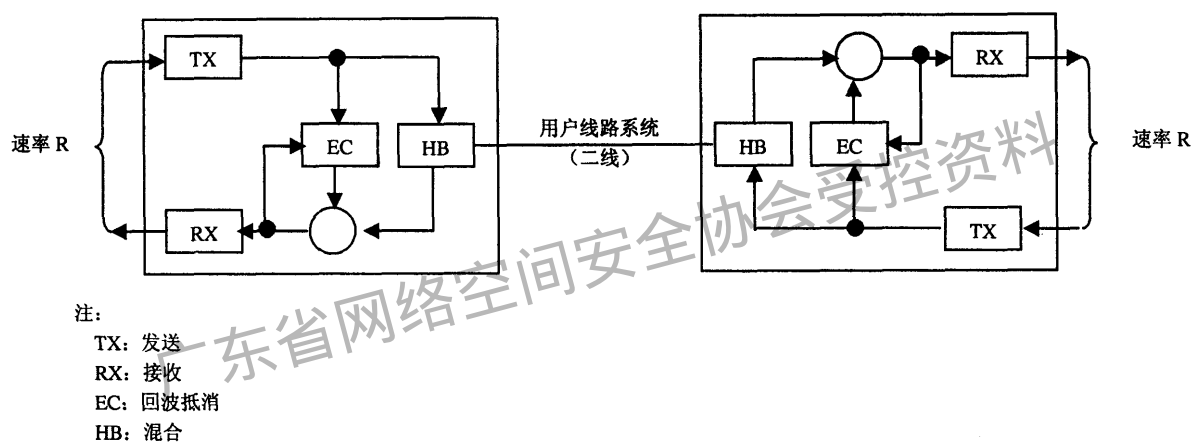 TX
RX
速率 R
EC
HB
用户线路系统
（二线）
HB
EC
速率 R
RX
TX
注：
TX：发送
RX：接收
EC：回波抵消
HB：混合
广东省网络空间安全协会受控资料